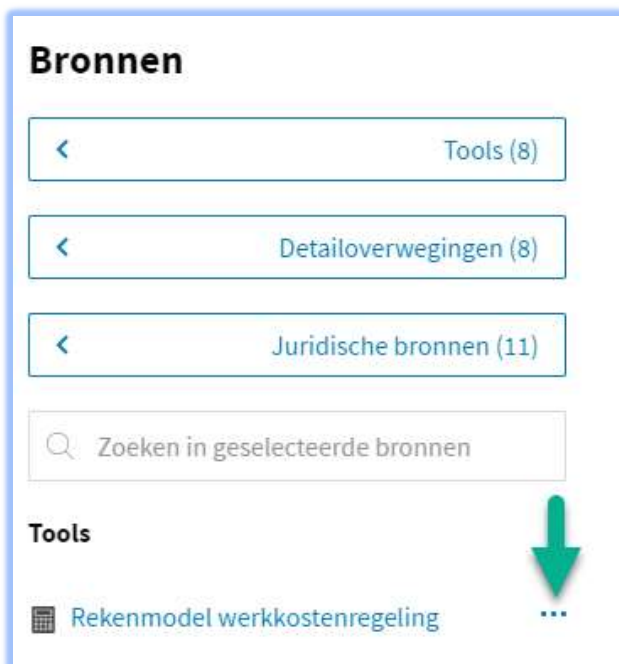 Bronnen
Tools (8)
Detailoverwegingen (8)
Juridische bronnen (11)
Zoeken in geselecteerde bronnen
Tools
Rekenmodel werkkostenregeling ...